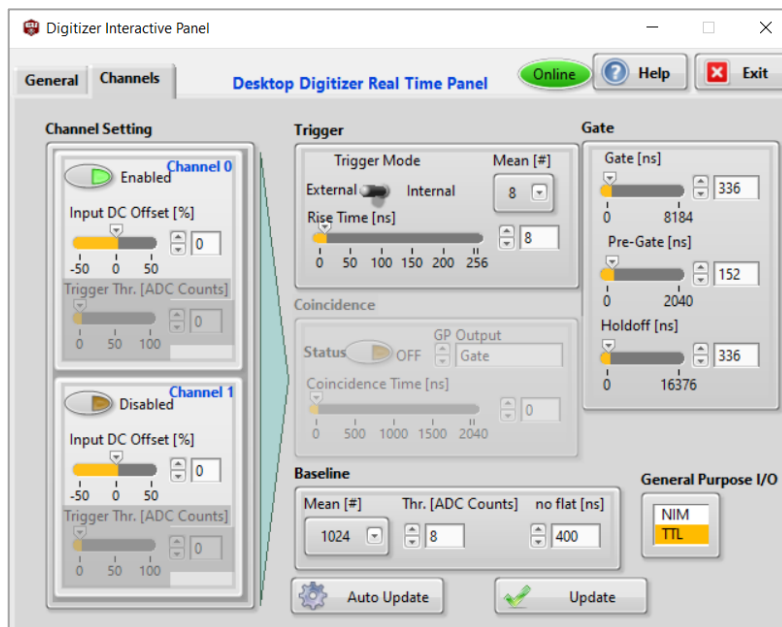 Digitizer Interactive Panel
General
Channels
Desktop Digitizer Real Time Panel
Online
Help
Exit
Channel Setting
Channel 0
Enabled
Input DC Offset [%]
0
-50 0 50
Trigger Thr. [ADC Counts]
0
0 50 100
Channel 1
Disabled
Input DC Offset [%]
0
-50 0 50
Trigger Thr. [ADC Counts]
0
0 50 100
Trigger
Trigger Mode
Mean [#]
External Internal
8
Rise Time [ns]
8
0 50 100 150 200 256
Coincidence
Status OFF
GP Output
Gate
Coincidence Time [ns]
0
0 500 1000 1500 2040
Baseline
Mean [#] Thr. [ADC Counts] no flat [ns]
1024 8 400
Auto Update
Update
Gate
Gate [ns]
336
0 8184
Pre-Gate [ns]
152
0 2040
Holdoff [ns]
336
0 16376
General Purpose I/O
NIM
TTL